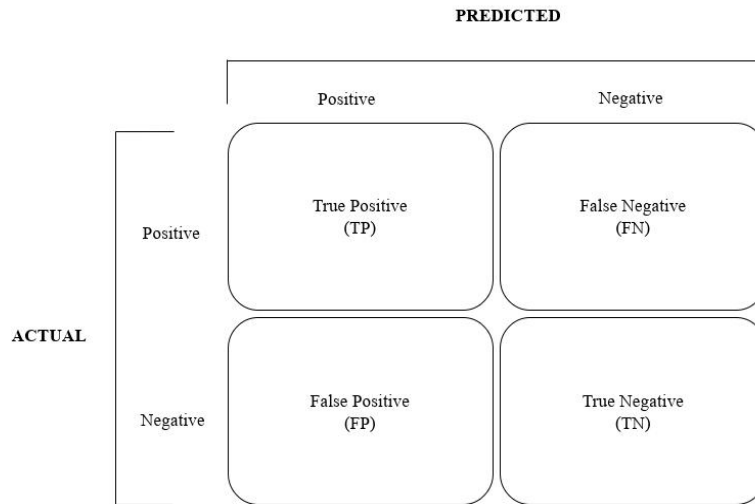 PREDICTED
Positive
Negative
Positive
True Positive
(TP)
False Negative
(FN)
ACTUAL
Negative
False Positive
(FP)
True Negative
(TN)